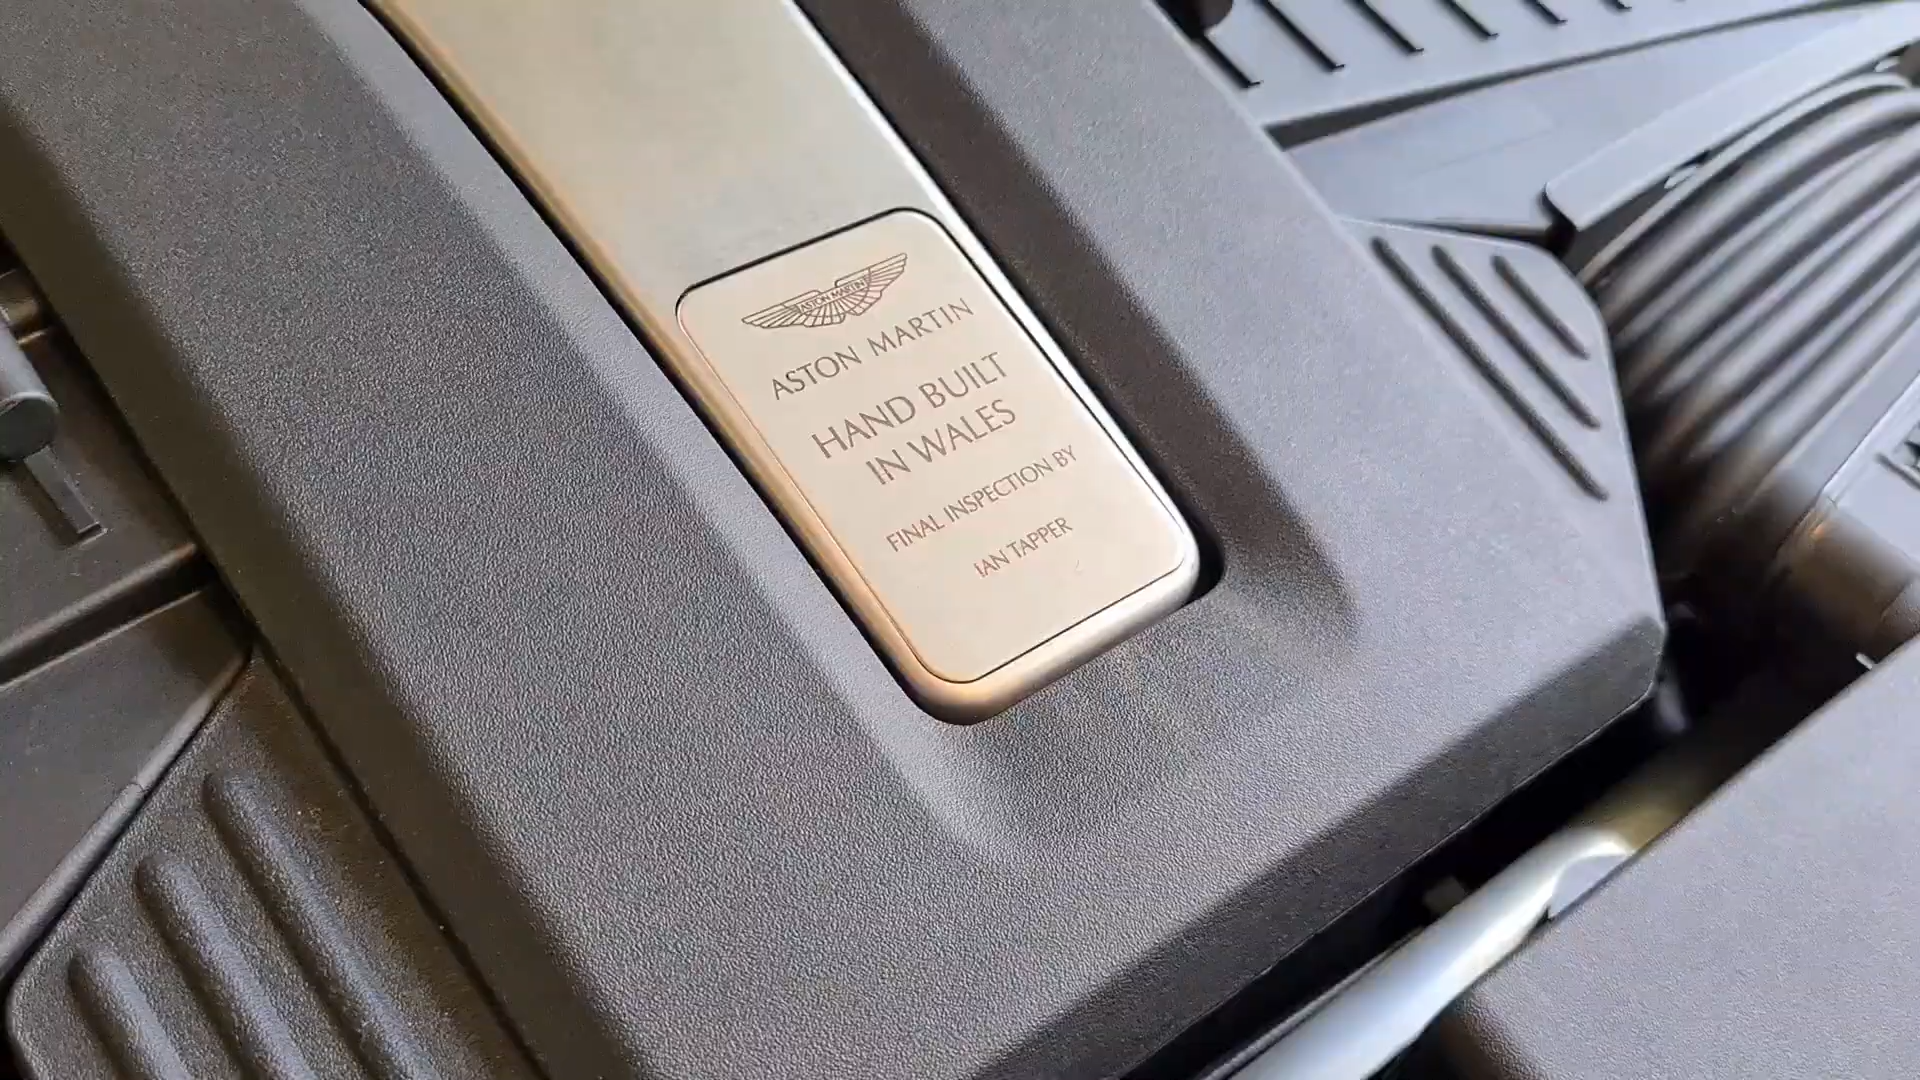 ASTON MARTIN
ASTON MARTIN
HAND BUILT
IN WALES
FINAL INSPECTION BY
IAN TAPPER